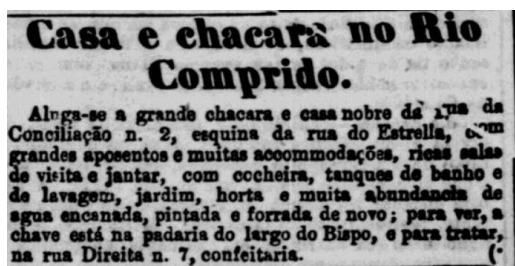 Casa e chacara no Rio
Comprido.
Aluga-se a grande chacara e casa nobre da rua da
Conciliação n. 2, esquina da rua do Estrella, com
grandes aposentos e muitas accommodações, ricas salas
de visita e jantar, com cocheira, tanques de banho e
de lavagem, jardim, horta e muita abundancia de
agua encanada, pintada e forrada de novo; para ver, a
chave está na padaria do largo do Bispo, e para tratar,
na rua Direita n. 7, confeitaria. (·